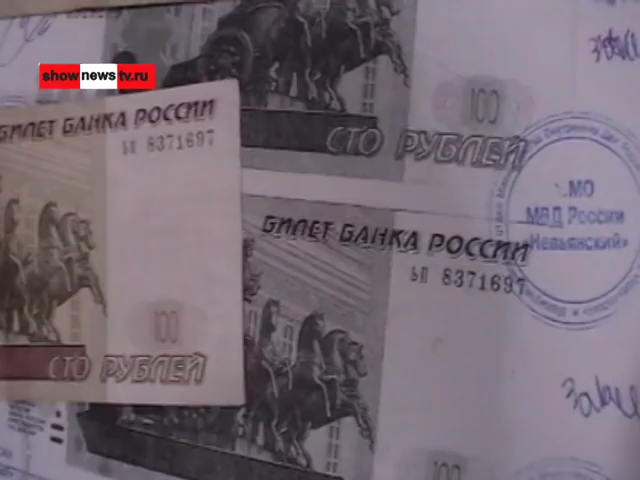 shownewstv.ru
БИЛЕТ БАНКА РОССИИ
ЬП 8371697
100
СТО РУБЛЕЙ
100
СТО РУБЛЕЙ
БИЛЕТ БАНКА РОССИИ
ЬП 8371697
100
МО
МВД России
«Невьянский»